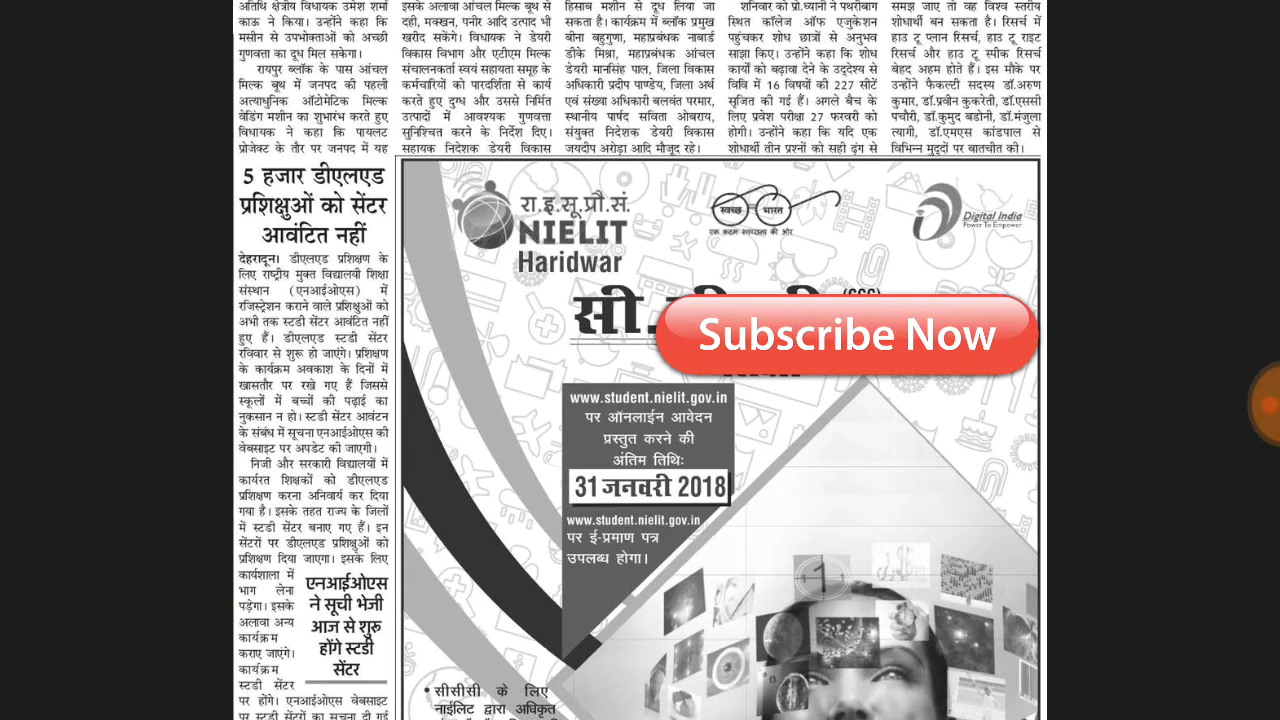 अतिथि क्षेत्रीय विधायक उमेश शर्मा
काऊ ने किया। उन्होंने कहा कि
मशीन से उपभोक्ताओं को अच्छी
गुणवत्ता का दूध मिल सकेगा।
रायपुर ब्लॉक के पास आंचल
मिल्क बूथ में जनपद की पहली
अत्याधुनिक ऑटोमेटिक मिल्क
वेंडिंग मशीन का शुभारंभ करते हुए
विधायक ने कहा कि पायलट
प्रोजेक्ट के तौर पर जनपद में यह
इसके अलावा आंचल मिल्क बूथ से
दही, मक्खन, पनीर आदि उत्पाद भी
खरीद सकेंगे। विधायक ने डेयरी
विकास विभाग और एटीएम मिल्क
संचालनकर्ता स्वयं सहायता समूह के
कर्मचारियों को पारदर्शिता से कार्य
करते हुए दुग्ध और उससे निर्मित
उत्पादों में आवश्यक गुणवत्ता
सुनिश्चित करने के निर्देश दिए।
सहायक निदेशक डेयरी विकास
हिसाब मशीन से दूध लिया जा
सकता है। कार्यक्रम में ब्लॉक प्रमुख
बीना बहुगुणा, महाप्रबंधक नाबार्ड
डीके मिश्रा, महाप्रबंधक आंचल
डेयरी मानसिंह पाल, जिला विकास
अधिकारी प्रदीप पाण्डेय, जिला अर्थ
एवं संख्या अधिकारी बलवंत परमार,
स्थानीय पार्षद सविता ओबराय,
संयुक्त निदेशक डेयरी विकास
जयदीप अरोड़ा आदि मौजूद रहे।
शनिवार को प्रो.ध्यानी ने पथरीबाग
स्थित कॉलेज ऑफ एजुकेशन
पहुंचकर शोध छात्रों से अनुभव
साझा किए। उन्होंने कहा कि शोध
कार्यों को बढ़ावा देने के उद्देश्य से
विवि में 16 विषयों की 227 सीटें
सृजित की गई हैं। अगले बैच के
लिए प्रवेश परीक्षा 27 फरवरी को
होगी। उन्होंने कहा कि यदि एक
शोधार्थी तीन प्रश्नों को सही ढ़ंग से
समझ जाए तो वह विश्व स्तरीय
शोधार्थी बन सकता है। रिसर्च में
हाउ टू प्लान रिसर्च, हाउ टू राइट
रिसर्च और हाउ टू स्पीक रिसर्च
बेहद अहम होते हैं। इस मौके पर
उन्होंने फैकल्टी सदस्य डॉ.अरुण
कुमार, डॉ.प्रवीन कुकरेती, डॉ.एससी
पचौरी, डॉ.कुमुद बडोनी, डॉ.मंजुला
त्यागी, डॉ.एमएस कांडपाल से
विभिन्न मुद्दों पर बातचीत की।
5 हजार डीएलएड
प्रशिक्षुओं को सेंटर
आवंटित नहीं
देहरादून। डीएलएड प्रशिक्षण के
लिए राष्ट्रीय मुक्त विद्यालयी शिक्षा
संस्थान (एनआईओएस) में
रजिस्ट्रेशन कराने वाले प्रशिक्षुओं को
अभी तक स्टडी सेंटर आवंटित नहीं
हुए हैं। डीएलएड स्टडी सेंटर
रविवार से शुरू हो जाएंगे। प्रशिक्षण
के कार्यक्रम अवकाश के दिनों में
खासतौर पर रखे गए हैं जिससे
स्कूलों में बच्चों की पढ़ाई का
नुकसान न हो। स्टडी सेंटर आवंटन
के संबंध में सूचना एनआईओएस की
वेबसाइट पर अपडेट की जाएगी।
निजी और सरकारी विद्यालयों में
कार्यरत शिक्षकों को डीएलएड
प्रशिक्षण करना अनिवार्य कर दिया
गया है। इसके तहत राज्य के जिलों
में स्टडी सेंटर बनाए गए हैं। इन
सेंटरों पर डीएलएड प्रशिक्षुओं को
प्रशिक्षण दिया जाएगा। इसके लिए
कार्यशाला में
भाग लेना
पड़ेगा। इसके
अलावा अन्य
कार्यक्रम
कराए जाएंगे।
कार्यक्रम
स्टडी सेंटर
पर होंगे। एनआईओएस वेबसाइट
पर स्टडी सेंटरों का सूचना दी गई
एनआईओएस
ने सूची भेजी
आज से शुरू
होंगे स्टडी
सेंटर
रा.इ.सू.प्रौ.सं.
NIELIT
Haridwar
स्वच्छ भारत
एक कदम स्वच्छता की ओर
Digital India
Power To Empower
सी.
Subscribe Now
www.student.nielit.gov.in
पर ऑनलाईन आवेदन
प्रस्तुत करने की
अंतिम तिथिः
31 जनवरी 2018
www.student.nielit.gov.in
पर ई-प्रमाण पत्र
उपलब्ध होगा।
1
• सीसीसी के लिए
नाईलिट द्वारा अधिकृत